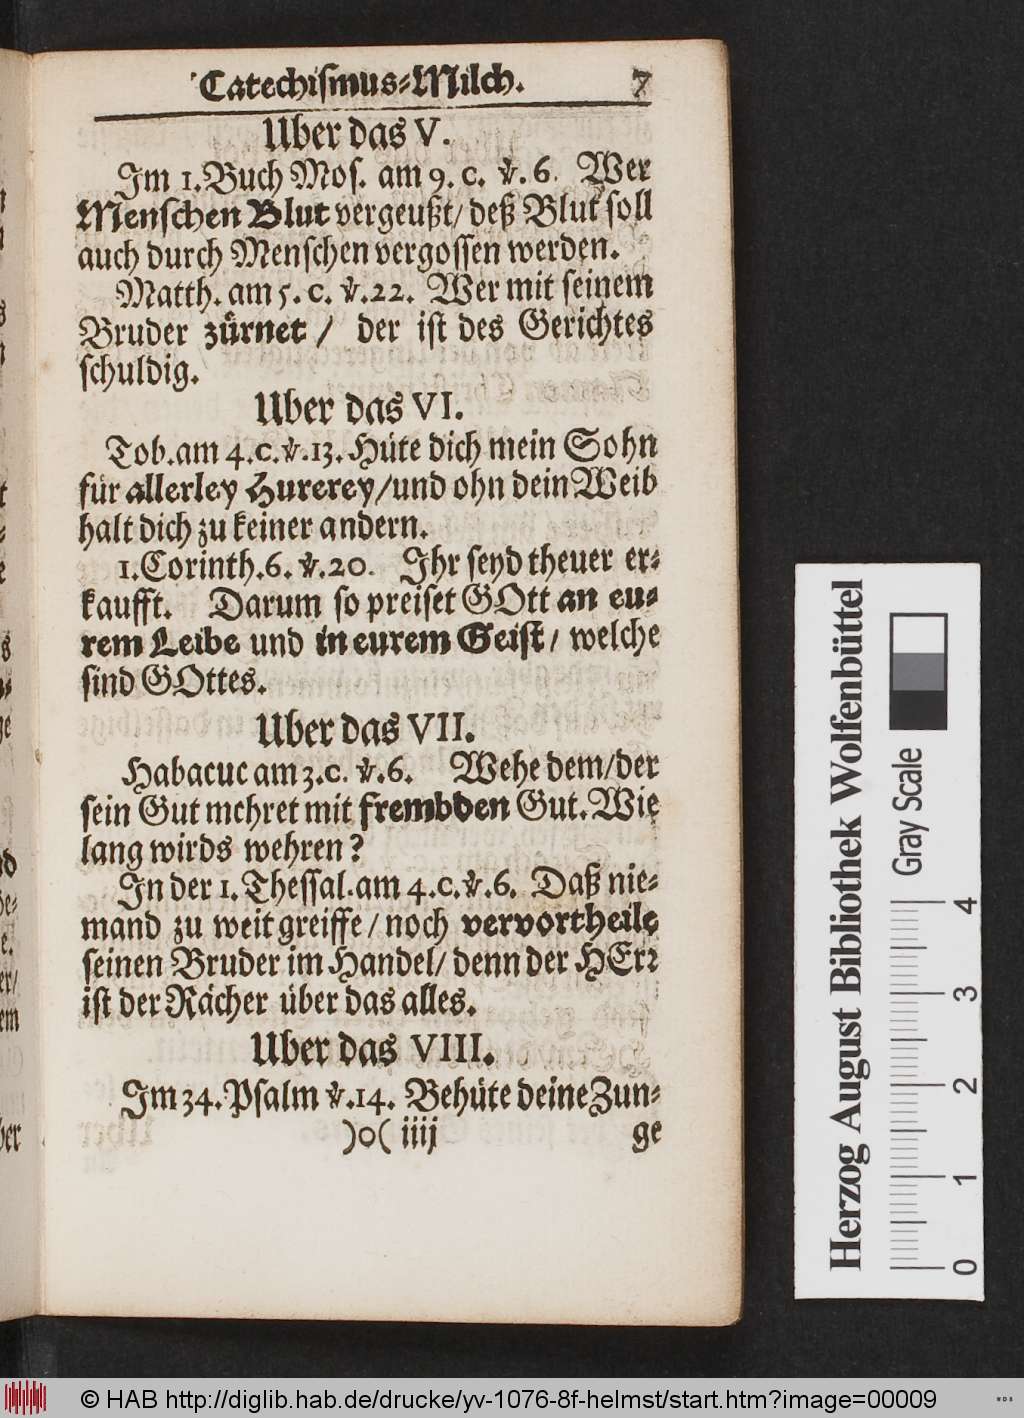 Catechismus-Milch. 7
Uber das V.
Im 1. Buch Mos. am 9. c. ℣. 6. Wer
Menschen Blut vergeußt / deß Blut soll
auch durch Menschen vergossen werden.
Matth. am 5. c. ℣. 22. Wer mit seinem
Bruder zürnet / der ist des Gerichtes
schuldig.
Uber das VI.
Tob. am 4. c. ℣. 13. Hüte dich mein Sohn
für allerley Hurerey / und ohn dein Weib
halt dich zu keiner andern.
1. Corinth. 6. ℣. 20. Ihr seyd theuer er-
kaufft. Darum so preiset GOtt an eu-
rem Leibe und in eurem Geist / welche
sind GOttes.
Uber das VII.
Habacuc am 3. c. ℣. 6. Wehe dem / der
sein Gut mehret mit frembden Gut. Wie
lang wirds wehren?
In der 1. Thessal. am 4. c. ℣. 6. Daß nie-
mand zu weit greiffe / noch vervortheile
seinen Bruder im Handel / denn der HErr
ist der Rächer über das alles.
Uber das VIII.
Im 34. Psalm ℣. 14. Behüte deine Zun-
)o( iiij ge
Herzog August Bibliothek Wolfenbüttel
Gray Scale
0 1 2 3 4
© HAB http://diglib.hab.de/drucke/yv-1076-8f-helmst/start.htm?image=00009